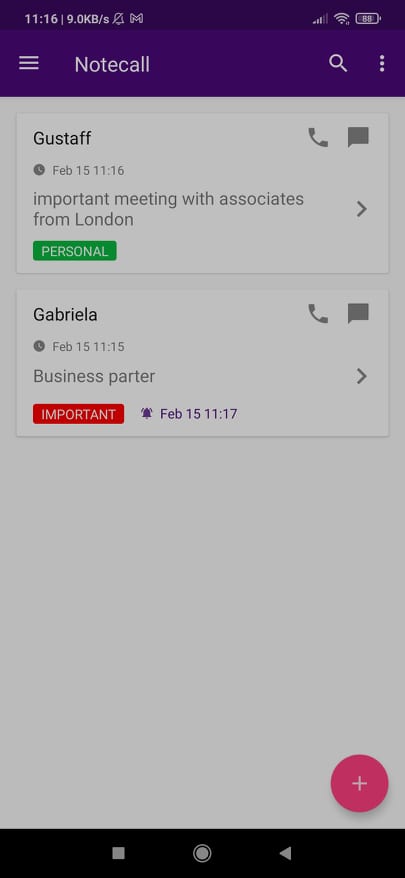 11:16 | 9.0KB/s 88
Notecall
Gustaff
Feb 15 11:16
important meeting with associates
from London
PERSONAL
Gabriela
Feb 15 11:15
Business parter
IMPORTANT Feb 15 11:17